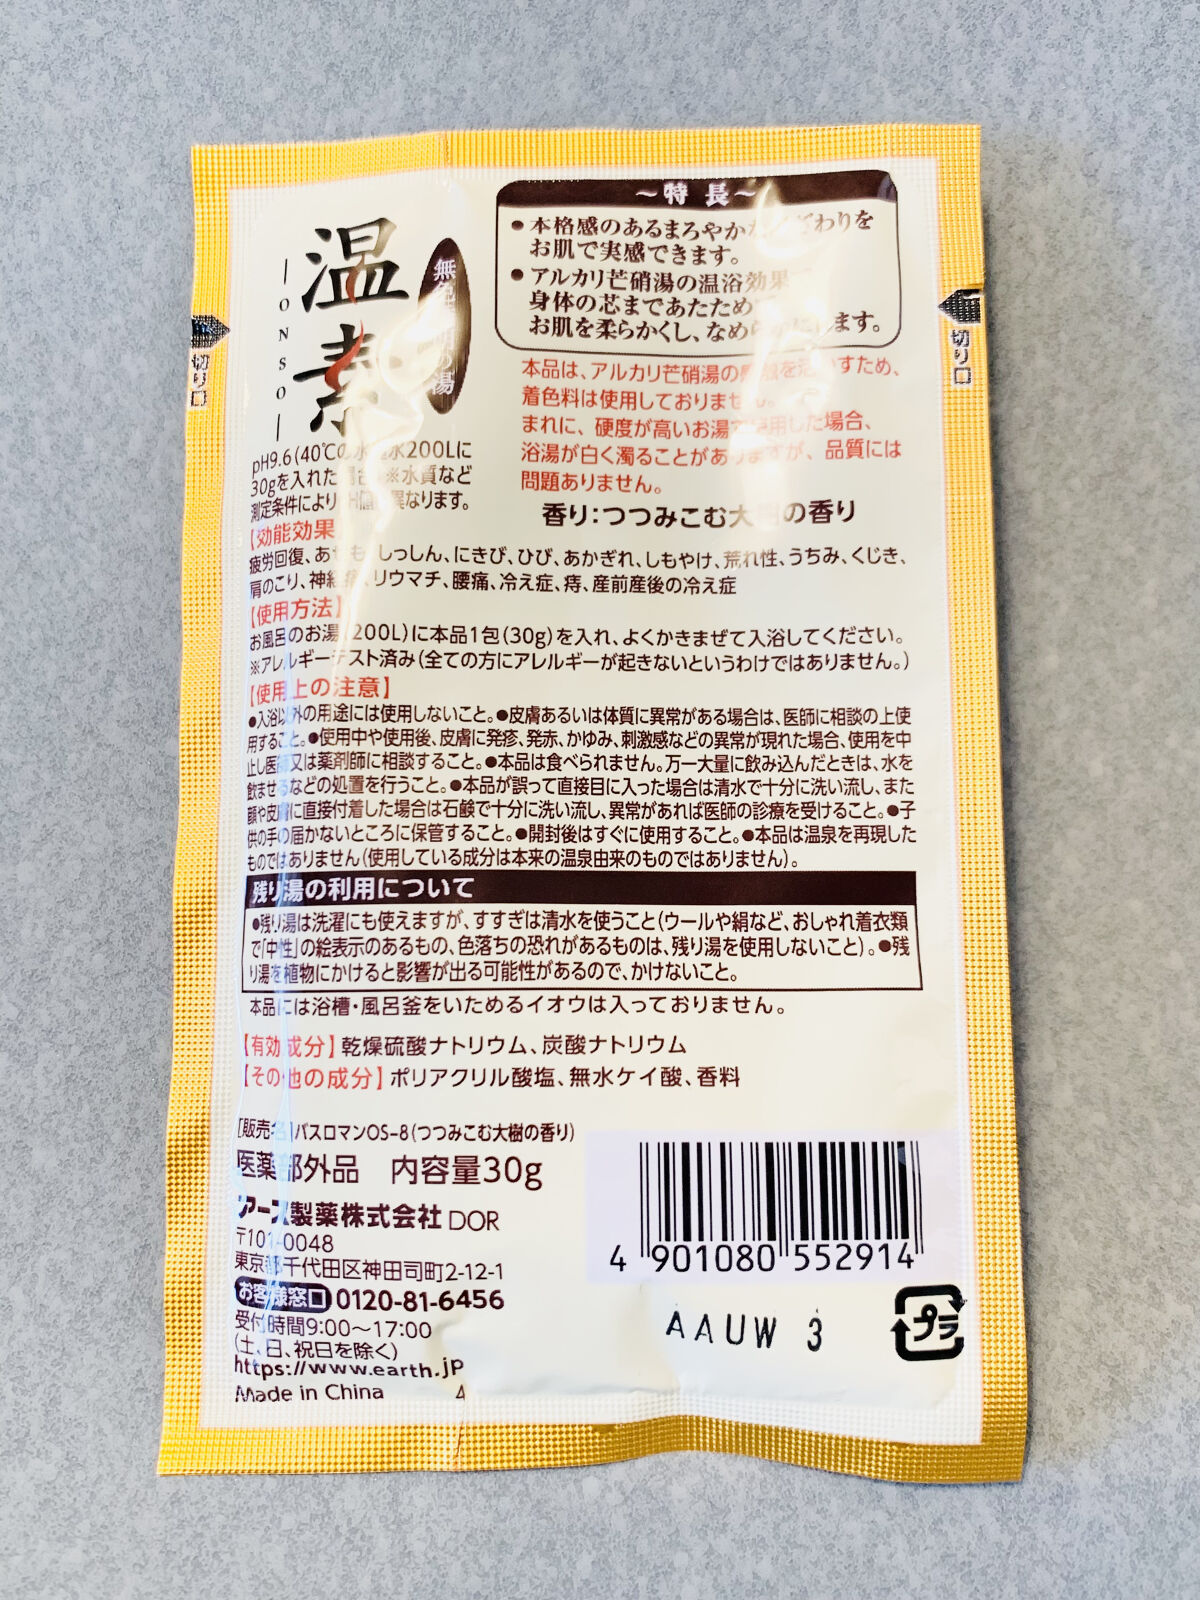 温素
ONSO
無色
の湯
切り口
切り口
～特 長～
●本格感のあるまろやかな わりを
お肌で実感できます。
●アルカリ芒硝湯の温浴効果
身体の芯まであたため
お肌を柔らかくし、なめ します。
本品は、アルカリ芒硝湯の すため、
着色料は使用しておりません。
まれに、硬度が高いお湯で使用した場合、
浴湯が白く濁ることがありますが、品質には
問題ありません。
香り：つつみこむ大樹の香り
pH9.6(40℃の水道水200Lに
30gを入れた場合)※水質など
測定条件によりpH値は異なります。
【効能効果】
疲労回復、あせも、しっしん、にきび、ひび、あかぎれ、しもやけ、荒れ性、うちみ、くじき、
肩のこり、神経痛、リウマチ、腰痛、冷え症、痔、産前産後の冷え症
【使用方法】
お風呂のお湯(200L)に本品1包(30g)を入れ、よくかきまぜて入浴してください。
※アレルギーテスト済み(全ての方にアレルギーが起きないというわけではありません。)
【使用上の注意】
●入浴以外の用途には使用しないこと。●皮膚あるいは体質に異常がある場合は、医師に相談の上使
用すること。●使用中や使用後、皮膚に発疹、発赤、かゆみ、刺激感などの異常が現れた場合、使用を中
止し医師又は薬剤師に相談すること。●本品は食べられません。万一大量に飲み込んだときは、水を
飲ませるなどの処置を行うこと。●本品が誤って直接目に入った場合は清水で十分に洗い流し、また
顔や皮膚に直接付着した場合は石鹸で十分に洗い流し、異常があれば医師の診療を受けること。●子
供の手の届かないところに保管すること。●開封後はすぐに使用すること。●本品は温泉を再現した
ものではありません(使用している成分は本来の温泉由来のものではありません)。
残り湯の利用について
●残り湯は洗濯にも使えますが、すすぎは清水を使うこと(ウールや絹など、おしゃれ着衣類
で「中性」の絵表示のあるもの、色落ちの恐れがあるものは、残り湯を使用しないこと)。●残
り湯を植物にかけると影響が出る可能性があるので、かけないこと。
本品には浴槽・風呂釜をいためるイオウは入っておりません。
【有効成分】乾燥硫酸ナトリウム、炭酸ナトリウム
【その他の成分】ポリアクリル酸塩、無水ケイ酸、香料
[販売名]バスロマンOS-8(つつみこむ大樹の香り)
医薬部外品 内容量30g
アース製薬株式会社 DOR
〒101-0048
東京都千代田区神田司町2-12-1
お客様窓口 0120-81-6456
受付時間9:00～17:00
(土、日、祝日を除く)
https://www.earth.jp
Made in China 4
4 901080 552914
AAUW 3
プラ